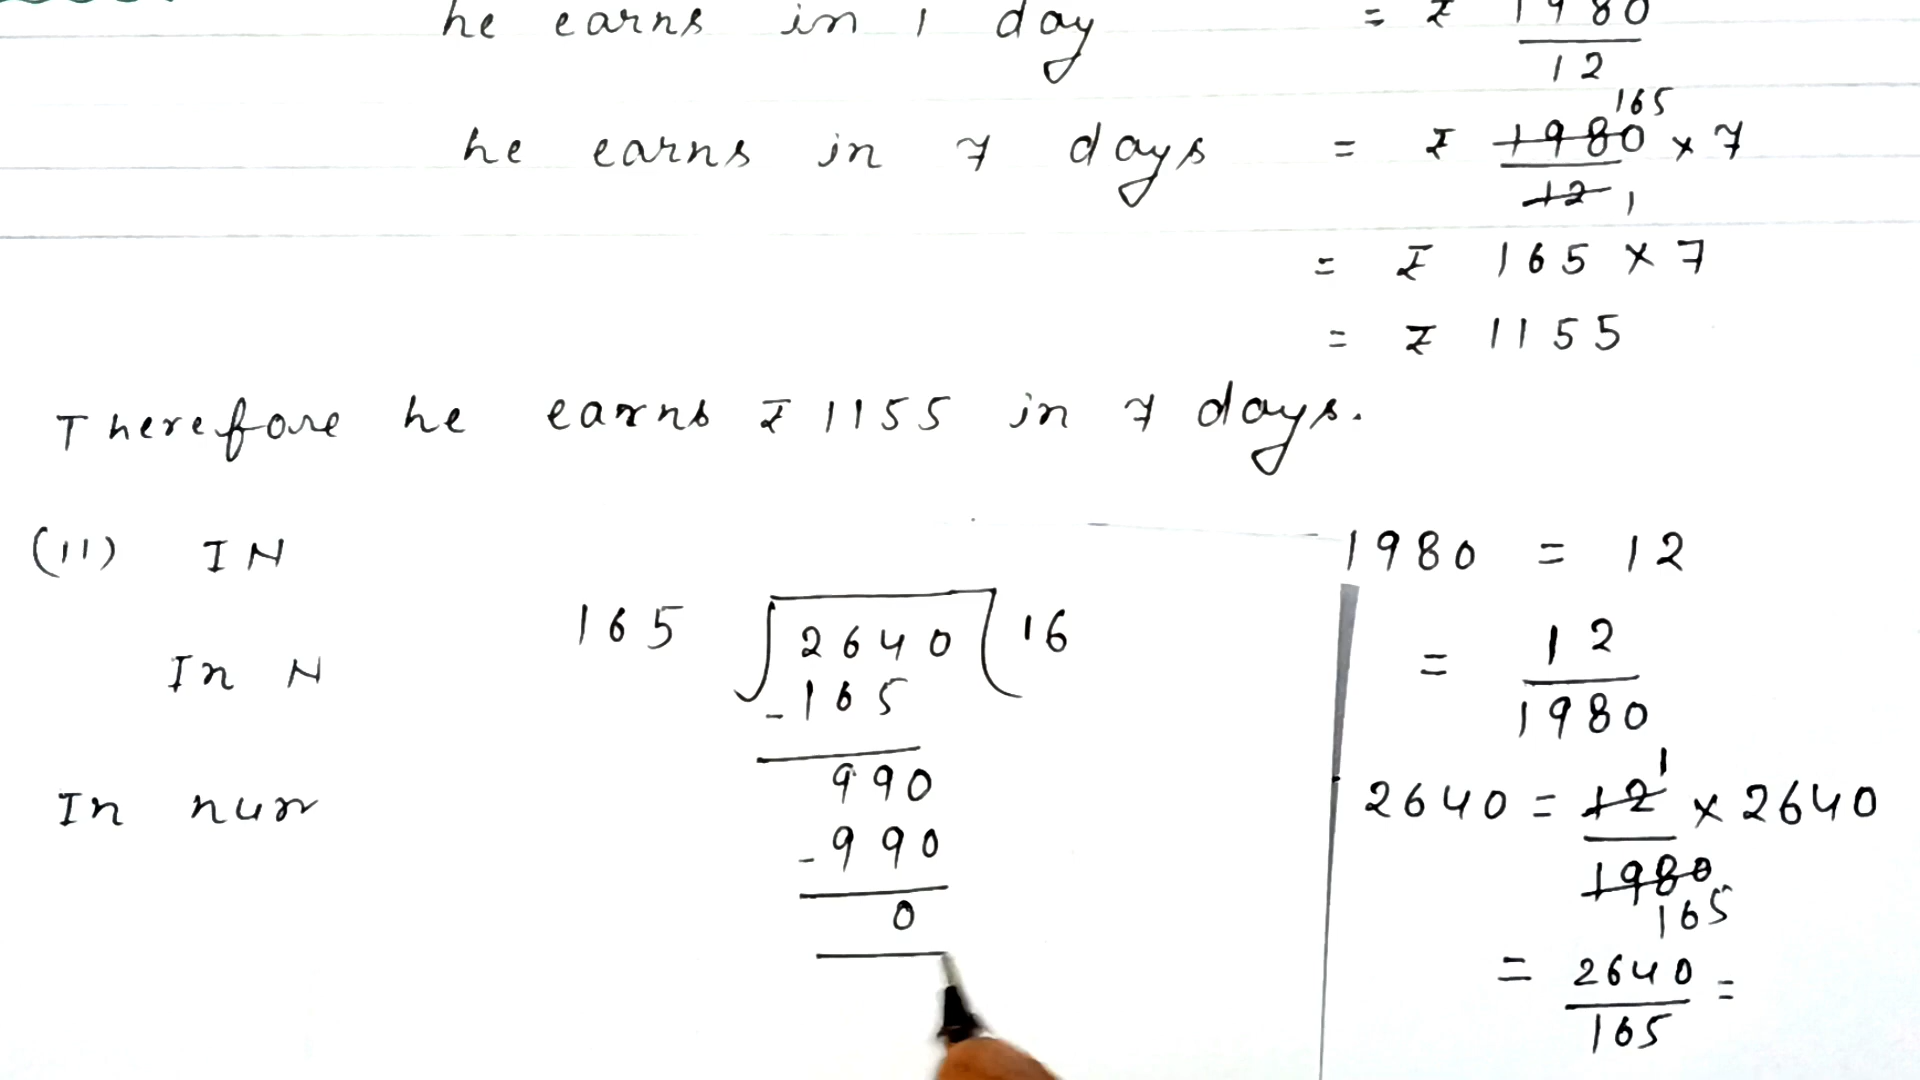 he earns in 1 day = ₹ 1980
12
165
he earns in 7 days = ₹ 1980 × 7
12 1
= ₹ 165 × 7
= ₹ 1155
Therefore he earns ₹ 1155 in 7 days.
(11) IN 1980 = 12
165 2640 16
In N = 12
1980
-165
990
-990
0
In num 2640 = 12 1 × 2640
1980
165
= 2640 =
165